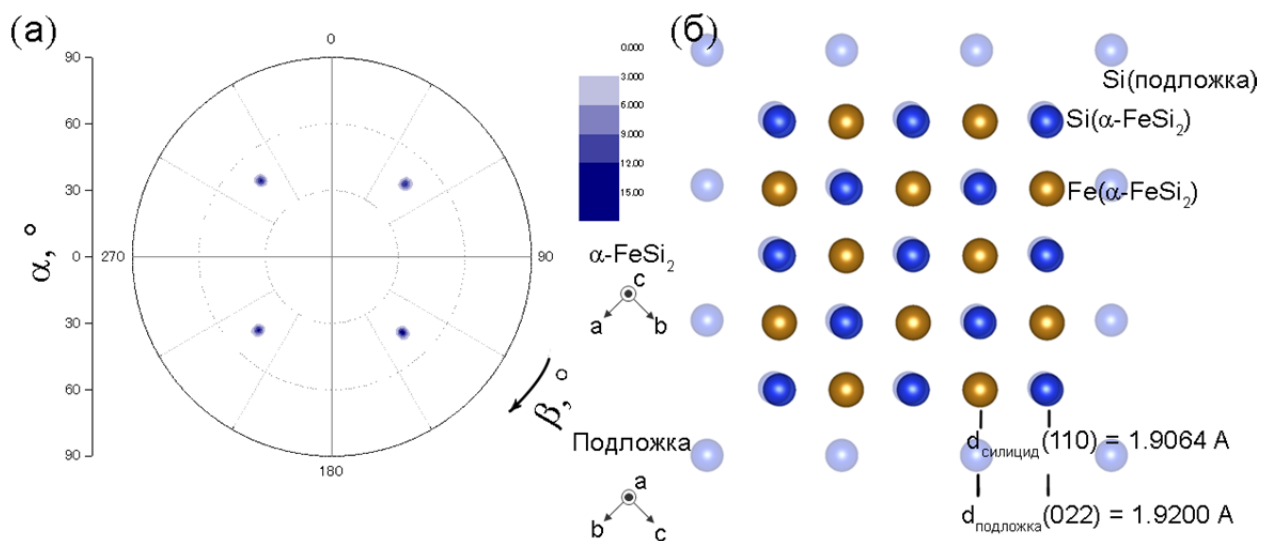 (а)
0
90
60
30
0
30
60
90
α, °
270
90
180
β, °
0.000
3.000
6.000
9.000
12.00
15.00
α-FeSi₂
c
a
b
Подложка
a
b
c
(б)
Si(подложка)
Si(α-FeSi₂)
Fe(α-FeSi₂)
dсилицид(110) = 1.9064 А
dподложка(022) = 1.9200 А